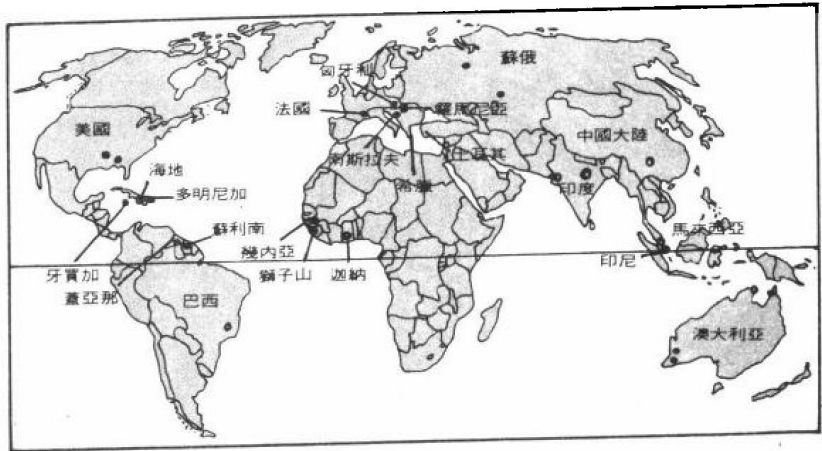 蘇俄
匈牙利
法國
羅馬尼亞
美國
中國大陸
南斯拉夫
土耳其
海地
希臘
印度
多明尼加
蘇利南
馬來西亞
幾內亞
印尼
牙買加
獅子山
迦納
蓋亞那
巴西
澳大利亞